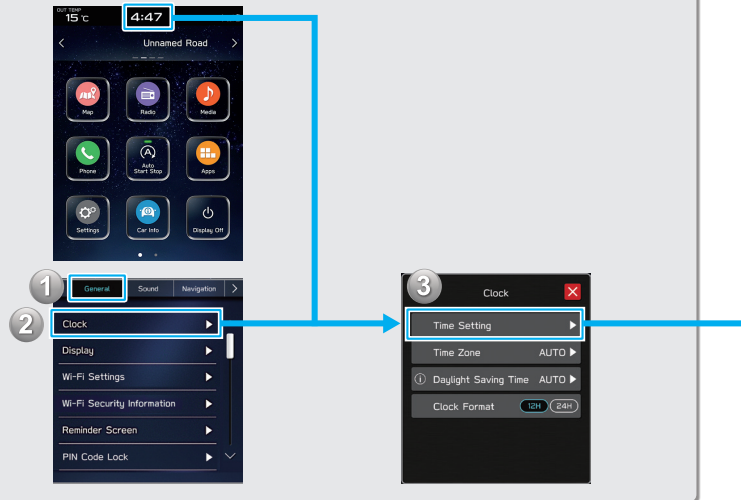 OUT TEMP
15 °C
4:47
Unnamed Road
Map
Radio
Media
Phone
Auto
Start Stop
Apps
Settings
Car Info
Display Off
1
General
Sound
Navigation
2
Clock
Display
Wi-Fi Settings
Wi-Fi Security Information
Reminder Screen
PIN Code Lock
3
Clock
Time Setting
Time Zone AUTO
Daylight Saving Time AUTO
Clock Format 12H 24H